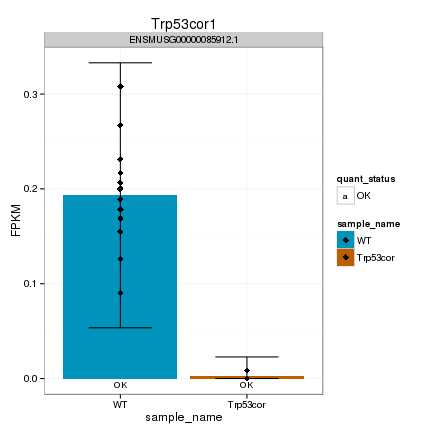 Trp53cor1
ENSMUSG00000085912.1
FPKM
0.3
0.2
0.1
0.0
OK
OK
WT
Trp53cor
sample_name
quant_status
a OK
sample_name
WT
Trp53cor